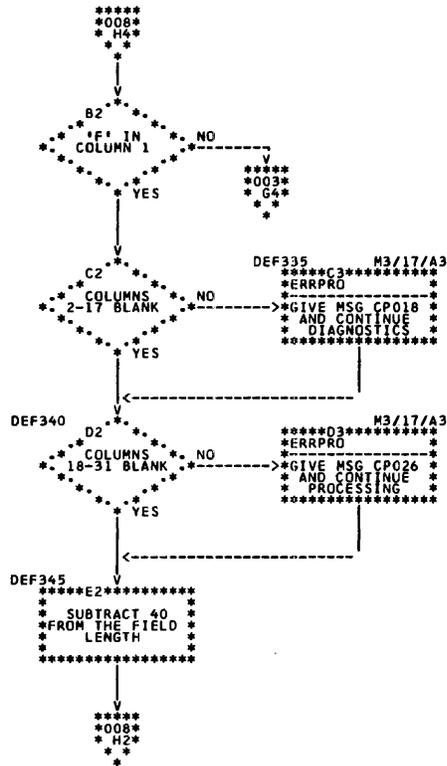 008
H4
B2
'F' IN
COLUMN 1
NO
YES
003
G4
C2
COLUMNS
2-17 BLANK
NO
YES
DEF335 M3/17/A3
C3
ERRPRO
GIVE MSG CP018
AND CONTINUE
DIAGNOSTICS
DEF340
D2
COLUMNS
18-31 BLANK
NO
YES
M3/17/A3
D3
ERRPRO
GIVE MSG CP026
AND CONTINUE
PROCESSING
DEF345
E2
SUBTRACT 40
FROM THE FIELD
LENGTH
008
H2